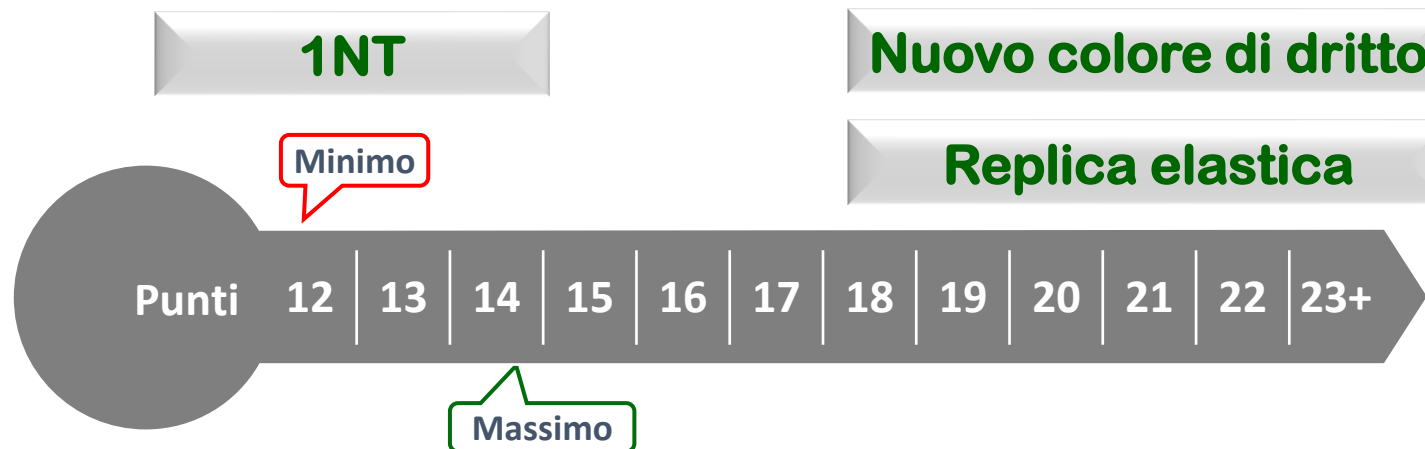 1NT
Nuovo colore di dritto
Replica elastica
Minimo
Punti 12 13 14 15 16 17 18 19 20 21 22 23+
Massimo